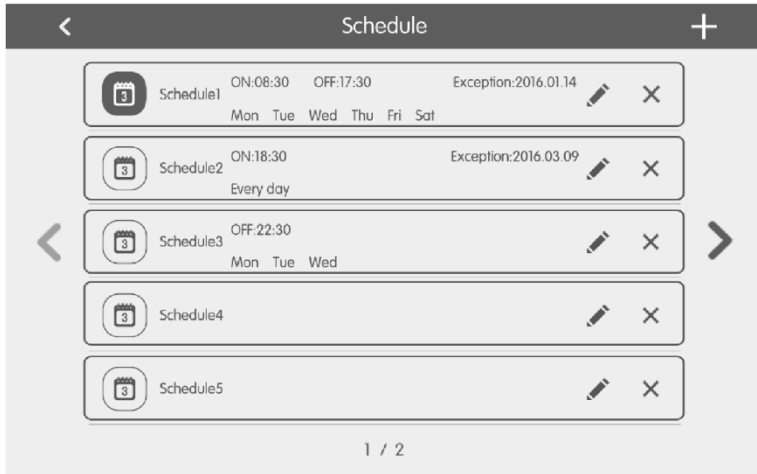 Schedule
Schedule1 ON:08:30 OFF:17:30 Exception:2016.01.14
Mon Tue Wed Thu Fri Sat
Schedule2 ON:18:30 Exception:2016.03.09
Every day
Schedule3 OFF:22:30
Mon Tue Wed
Schedule4
Schedule5
1 / 2